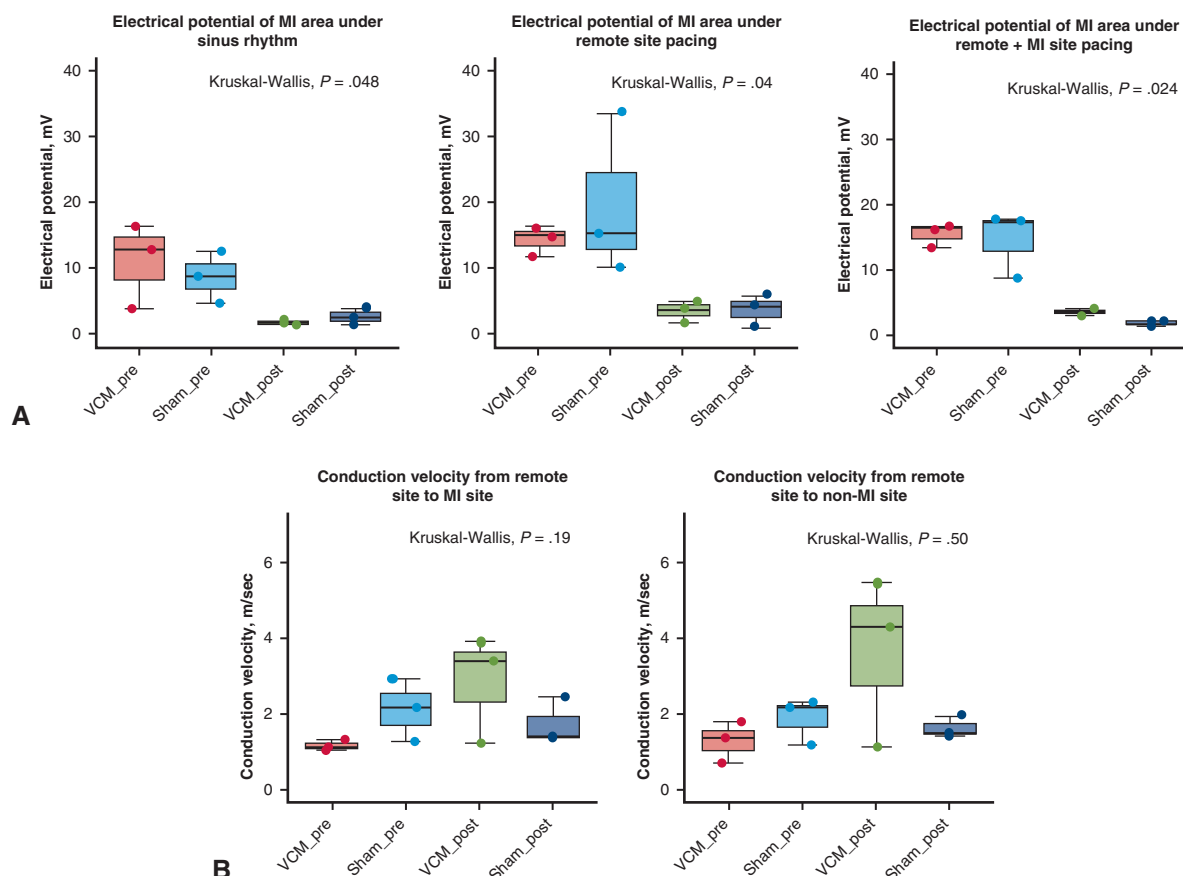 Electrical potential of MI area under
sinus rhythm
Kruskal-Wallis, P = .048
Electrical potential, mV
40
30
20
10
0
VCM_pre
Sham_pre
VCM_post
Sham_post
Electrical potential of MI area under
remote site pacing
Kruskal-Wallis, P = .04
Electrical potential, mV
40
30
20
10
0
VCM_pre
Sham_pre
VCM_post
Sham_post
Electrical potential of MI area under
remote + MI site pacing
Kruskal-Wallis, P = .024
Electrical potential, mV
40
30
20
10
0
VCM_pre
Sham_pre
VCM_post
Sham_post
A
Conduction velocity from remote
site to MI site
Kruskal-Wallis, P = .19
Conduction velocity, m/sec
6
4
2
0
VCM_pre
Sham_pre
VCM_post
Sham_post
Conduction velocity from remote
site to non-MI site
Kruskal-Wallis, P = .50
Conduction velocity, m/sec
6
4
2
0
VCM_pre
Sham_pre
VCM_post
Sham_post
B